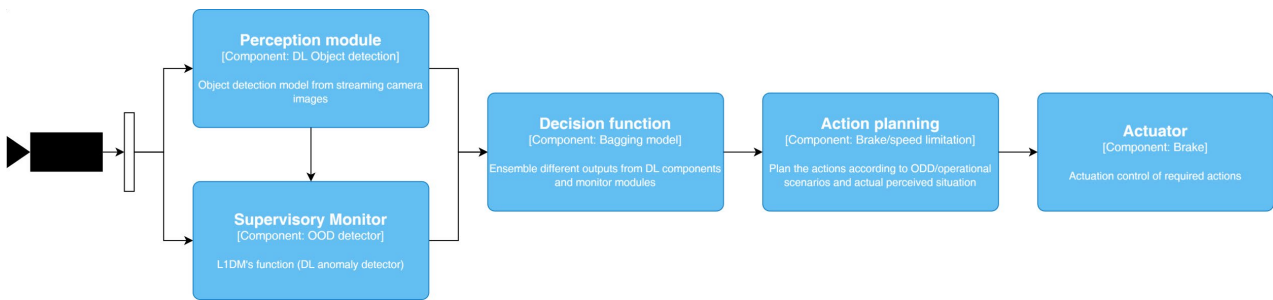 Perception module
[Component: DL Object detection]
Object detection model from streaming camera
images
Supervisory Monitor
[Component: OOD detector]
L1DM's function (DL anomaly detector)
Decision function
[Component: Bagging model]
Ensemble different outputs from DL components
and monitor modules
Action planning
[Component: Brake/speed limitation]
Plan the actions according to ODD/operational
scenarios and actual perceived situation
Actuator
[Component: Brake]
Actuation control of required actions